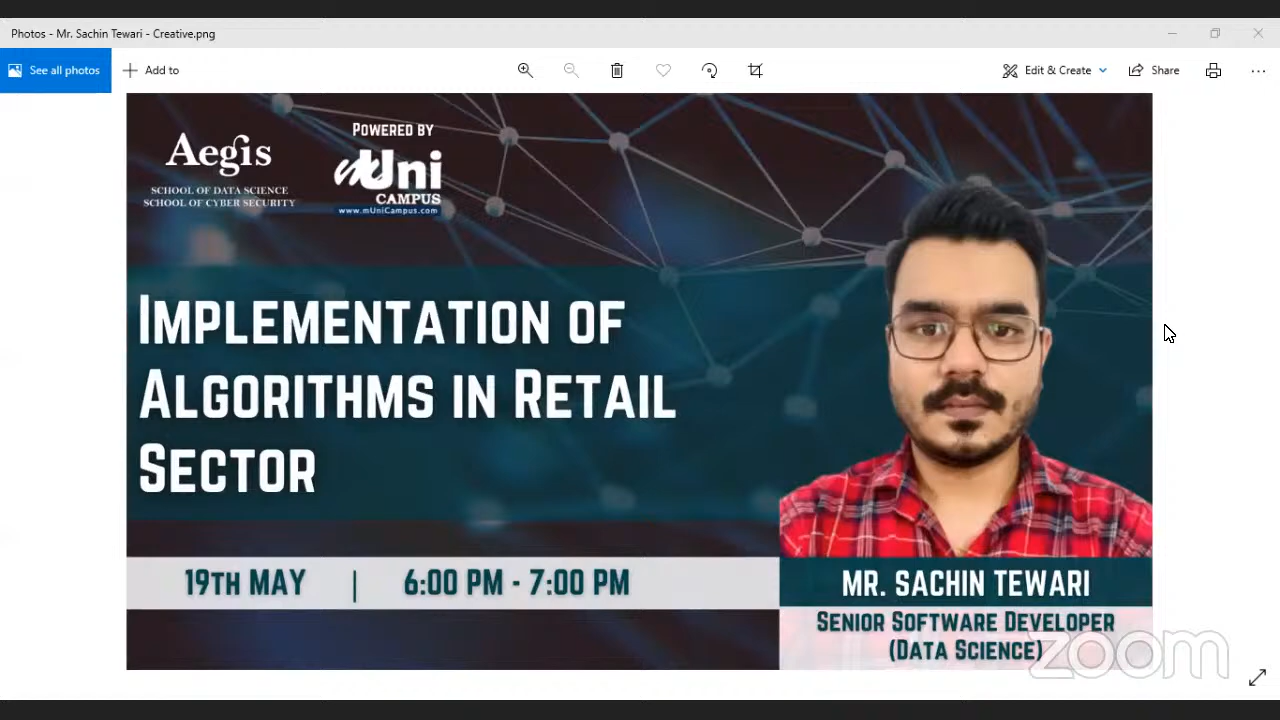 Photos - Mr. Sachin Tewari - Creative.png
See all photos
Add to
Edit & Create
Share
Aegis
SCHOOL OF DATA SCIENCE
SCHOOL OF CYBER SECURITY
POWERED BY
mUni
CAMPUS
www.mUniCampus.com
IMPLEMENTATION OF
ALGORITHMS IN RETAIL
SECTOR
19TH MAY | 6:00 PM - 7:00 PM
MR. SACHIN TEWARI
SENIOR SOFTWARE DEVELOPER
(DATA SCIENCE)
zoom